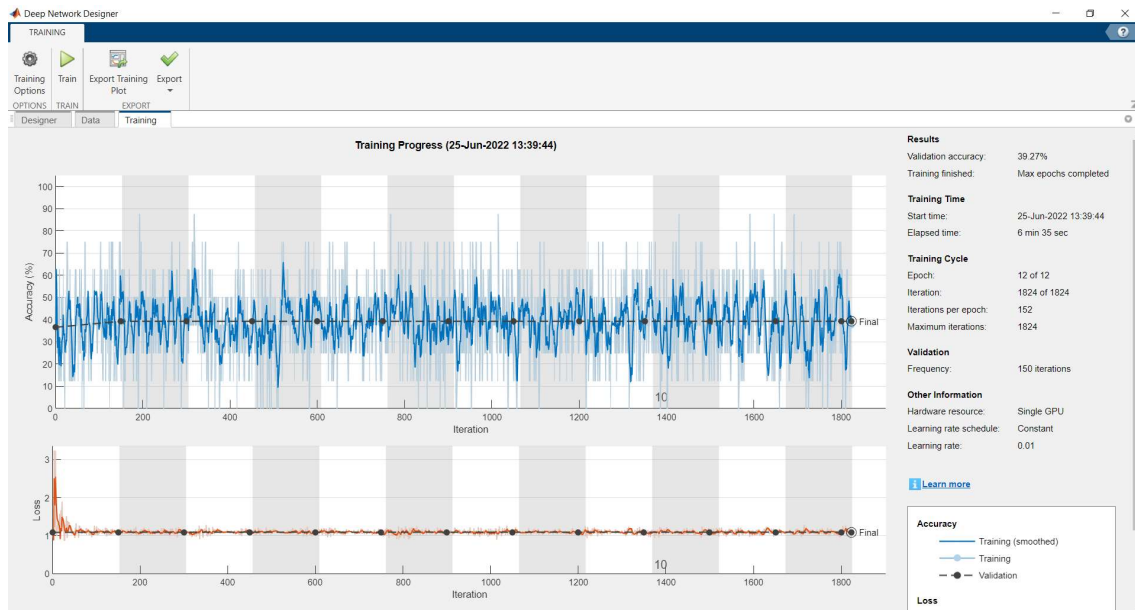 Deep Network Designer
TRAINING
?
Training Options
Train
Export Training Plot
Export
OPTIONS
TRAIN
EXPORT
Designer
Data
Training
Training Progress (25-Jun-2022 13:39:44)
100
90
80
70
60
50
40
30
20
10
0
Accuracy (%)
Final
10
0
200
400
600
800
1000
1200
1400
1600
1800
Iteration
3
2
1
0
Loss
Final
10
0
200
400
600
800
1000
1200
1400
1600
1800
Iteration
Results
Validation accuracy: 39.27%
Training finished: Max epochs completed
Training Time
Start time: 25-Jun-2022 13:39:44
Elapsed time: 6 min 35 sec
Training Cycle
Epoch: 12 of 12
Iteration: 1824 of 1824
Iterations per epoch: 152
Maximum iterations: 1824
Validation
Frequency: 150 iterations
Other Information
Hardware resource: Single GPU
Learning rate schedule: Constant
Learning rate: 0.01
i Learn more
Accuracy
Training (smoothed)
Training
Validation
Loss